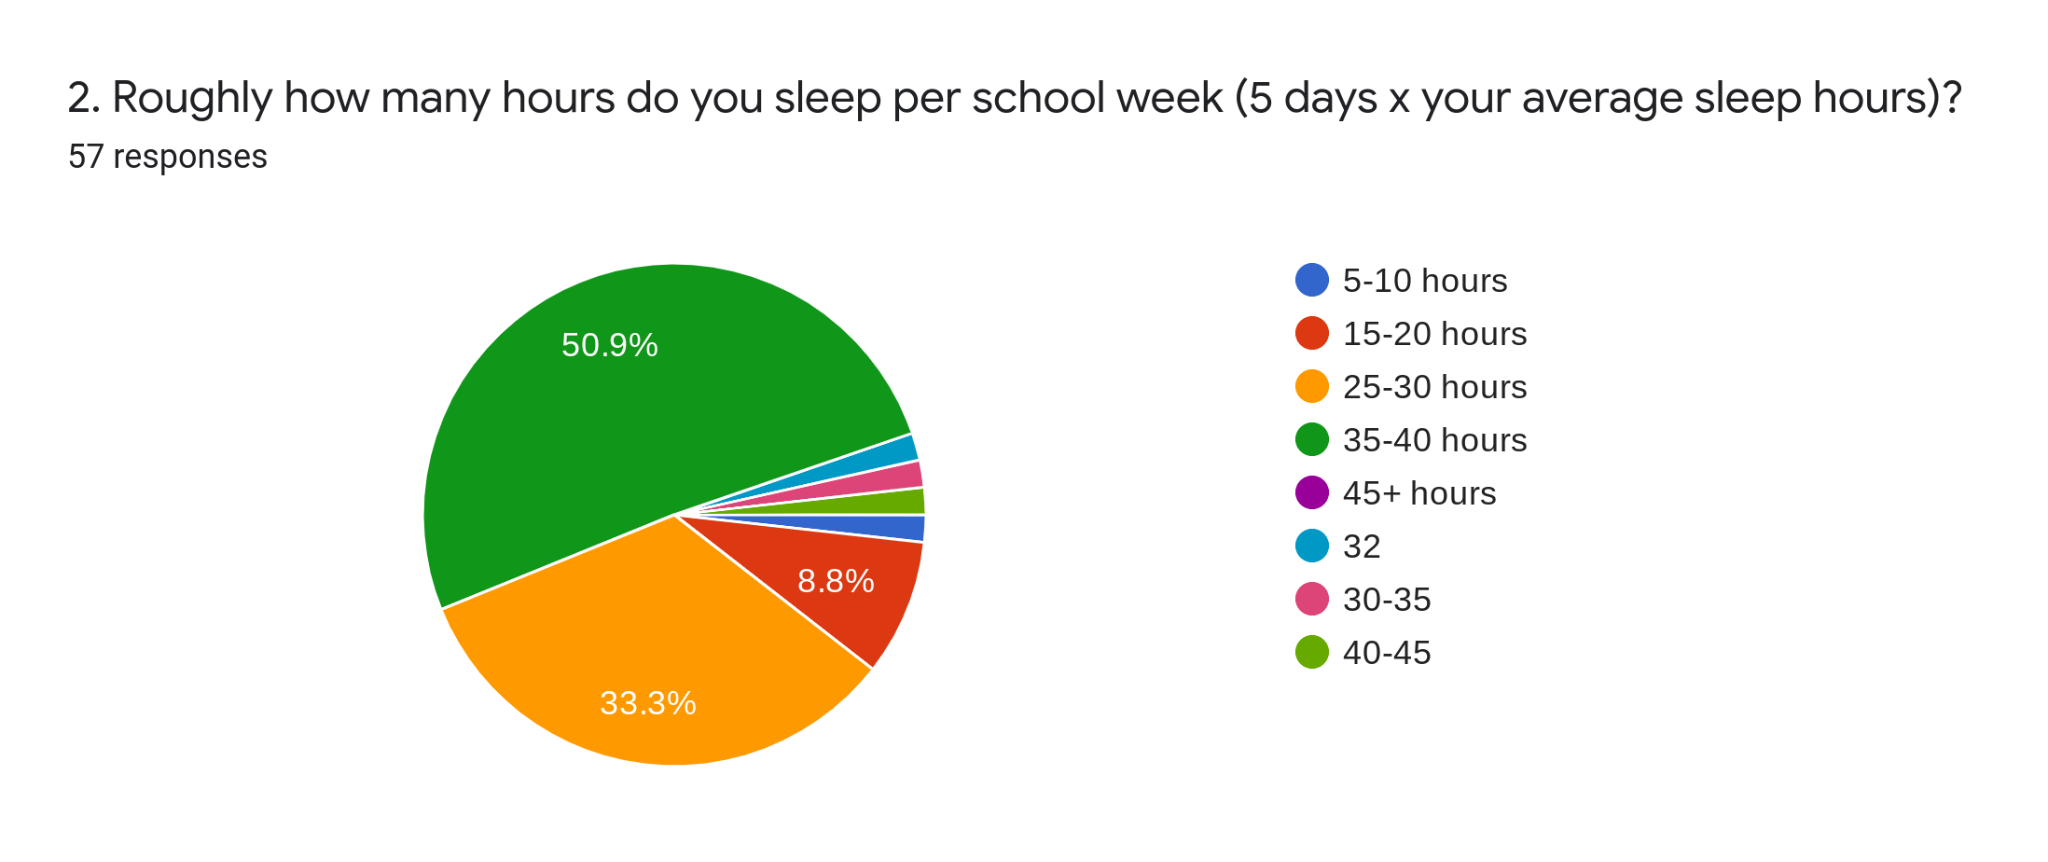 2. Roughly how many hours do you sleep per school week (5 days x your average sleep hours)?
57 responses
50.9%
8.8%
33.3%
5-10 hours
15-20 hours
25-30 hours
35-40 hours
45+ hours
32
30-35
40-45